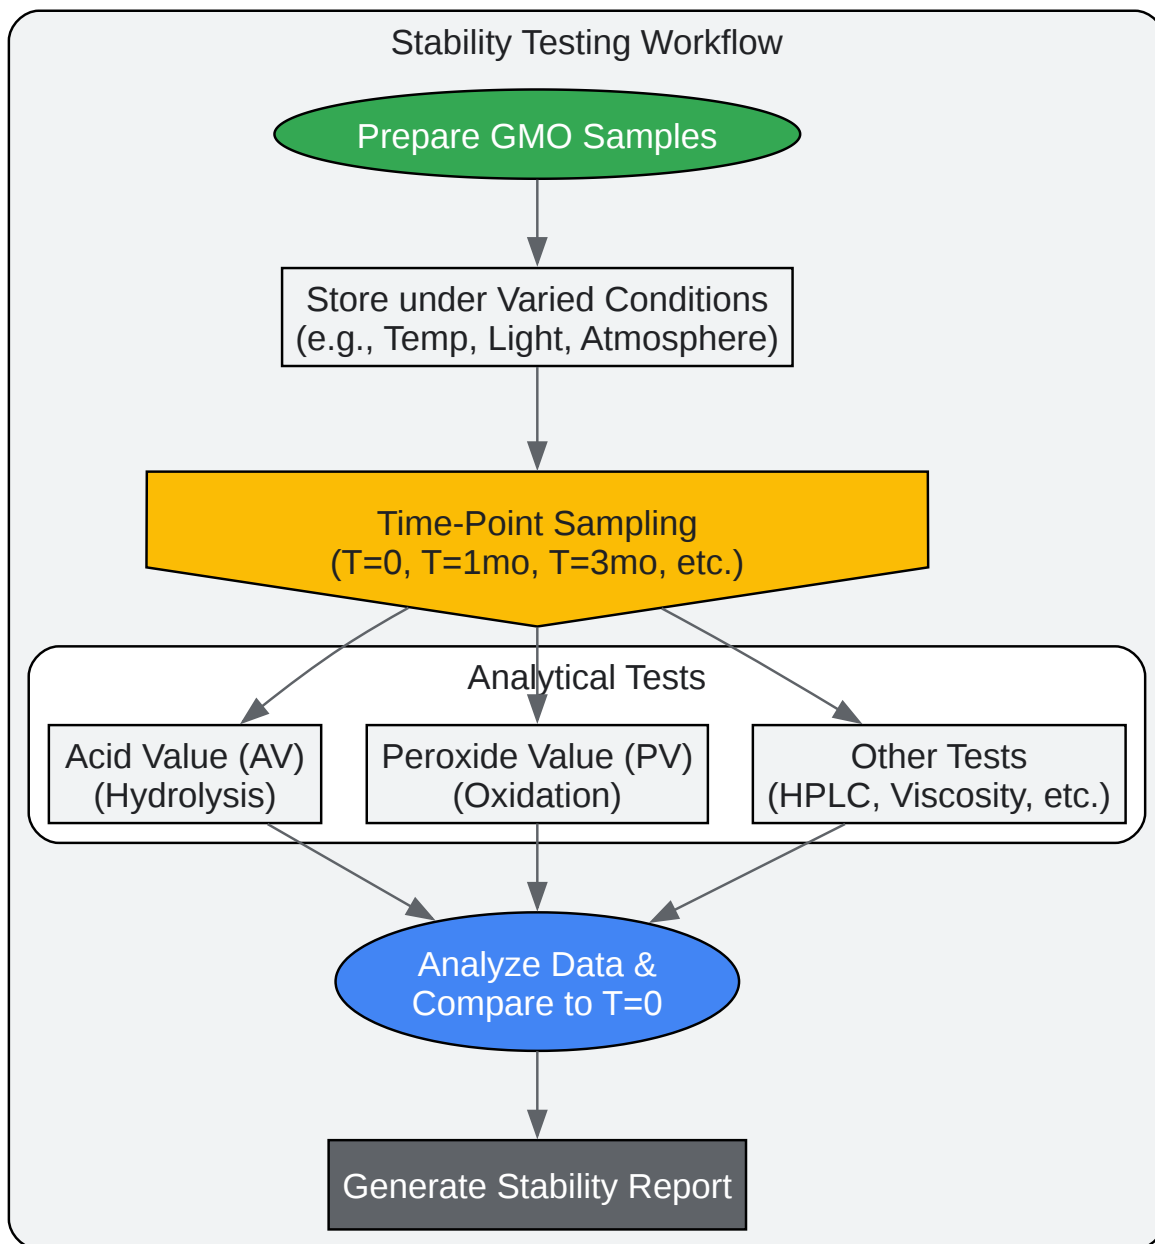 Stability Testing Workflow
Prepare GMO Samples
Store under Varied Conditions
(e.g., Temp, Light, Atmosphere)
Time-Point Sampling
(T=0, T=1mo, T=3mo, etc.)
Analytical Tests
Acid Value (AV)
(Hydrolysis)
Peroxide Value (PV)
(Oxidation)
Other Tests
(HPLC, Viscosity, etc.)
Analyze Data &
Compare to T=0
Generate Stability Report